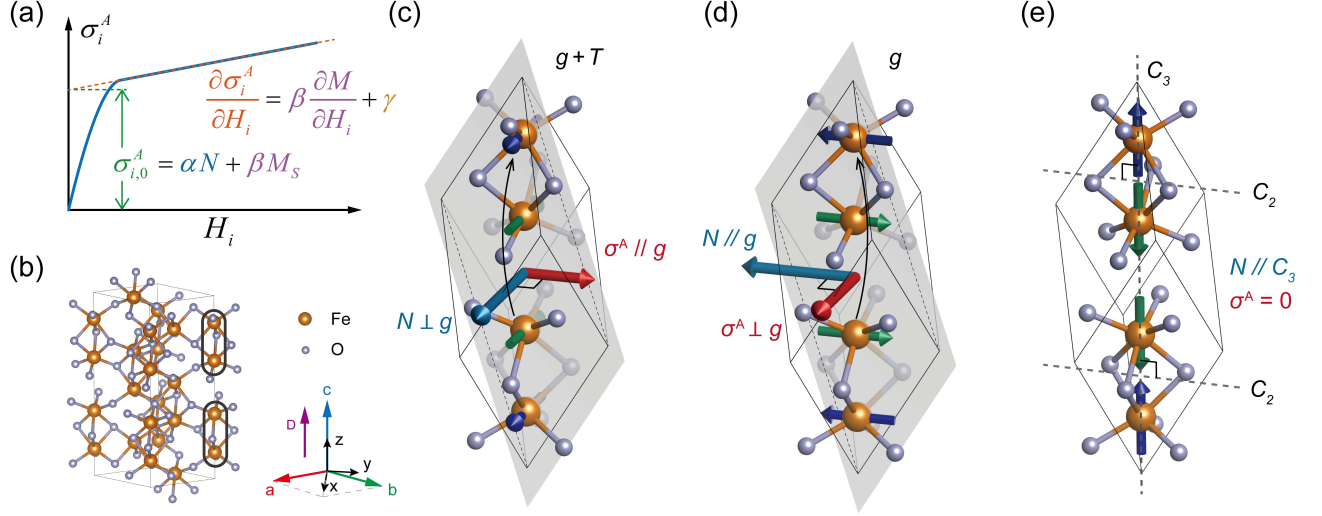 (a)
σ_i^A
∂σ_i^A / ∂H_i = β ∂M / ∂H_i + γ
σ_{i,0}^A = αN + βM_S
H_i
(b)
Fe
O
D
c
z
y
x
a
b
(c)
g + T
σ^A // g
N ⊥ g
(d)
g
N // g
σ^A ⊥ g
(e)
C_3
C_2
N // C_3
σ^A = 0
C_2